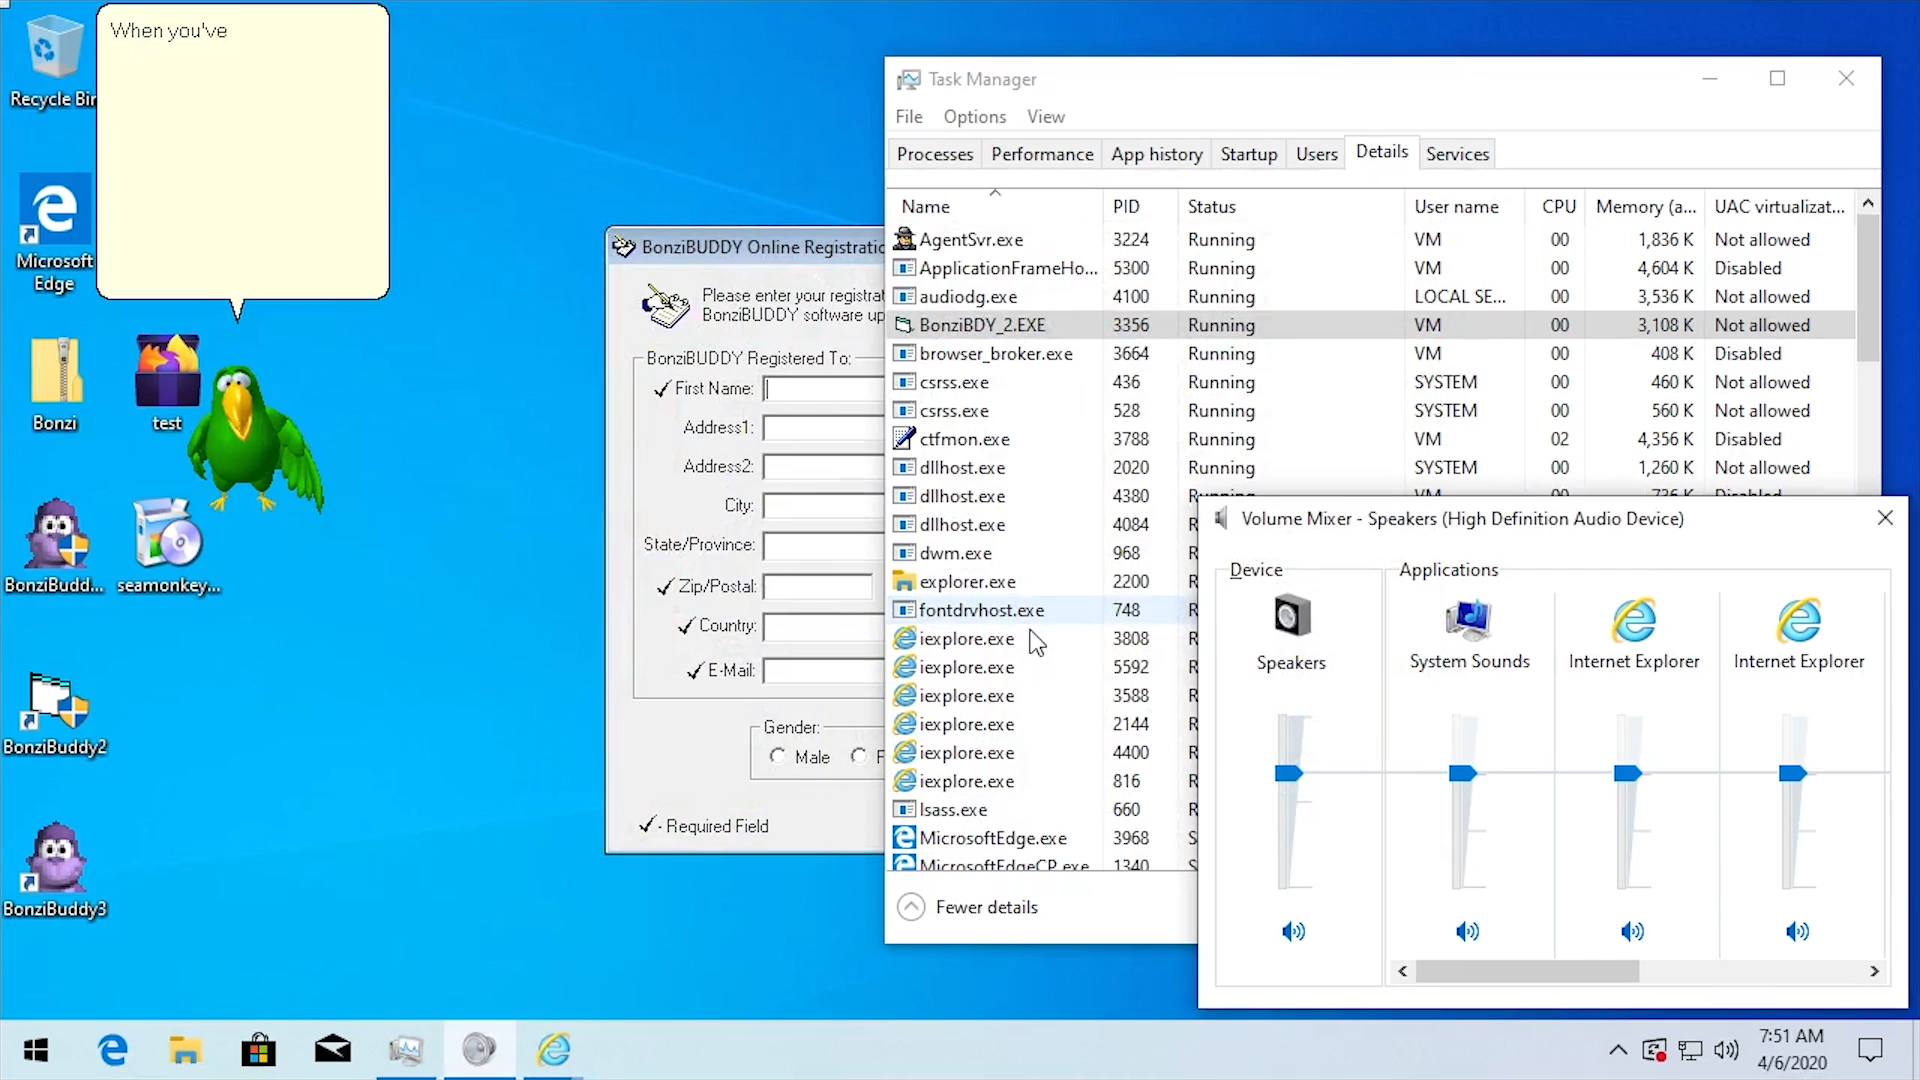 When you've
Recycle Bin
Microsoft
Edge
Bonzi
test
BonziBudd...
seamonkey...
BonziBuddy2
BonziBuddy3
BonziBUDDY Online Registratio
Please enter your registrat
BonziBUDDY software up
BonziBUDDY Registered To:
First Name:
Address1:
Address2:
City:
State/Province:
Zip/Postal:
Country:
E-Mail:
Gender:
Male
F
- Required Field
Task Manager
File Options View
Processes Performance App history Startup Users Details Services
Name PID Status User name CPU Memory (a... UAC virtualizat...
AgentSvr.exe 3224 Running VM 00 1,836 K Not allowed
ApplicationFrameHo... 5300 Running VM 00 4,604 K Disabled
audiodg.exe 4100 Running LOCAL SE... 00 3,536 K Not allowed
BonziBDY_2.EXE 3356 Running VM 00 3,108 K Not allowed
browser_broker.exe 3664 Running VM 00 408 K Disabled
csrss.exe 436 Running SYSTEM 00 460 K Not allowed
csrss.exe 528 Running SYSTEM 00 560 K Not allowed
ctfmon.exe 3788 Running VM 02 4,356 K Disabled
dllhost.exe 2020 Running SYSTEM 00 1,260 K Not allowed
dllhost.exe 4380 Running VM 00 736 K Disabled
dllhost.exe 4084 R
dwm.exe 968 R
explorer.exe 2200 R
fontdrvhost.exe 748 R
iexplore.exe 3808 R
iexplore.exe 5592 R
iexplore.exe 3588 R
iexplore.exe 2144 R
iexplore.exe 4400 R
iexplore.exe 816 R
lsass.exe 660 R
MicrosoftEdge.exe 3968 S
MicrosoftEdgeCP.exe 1340 S
Fewer details
Volume Mixer - Speakers (High Definition Audio Device)
Device Applications
Speakers System Sounds Internet Explorer Internet Explorer
7:51 AM
4/6/2020